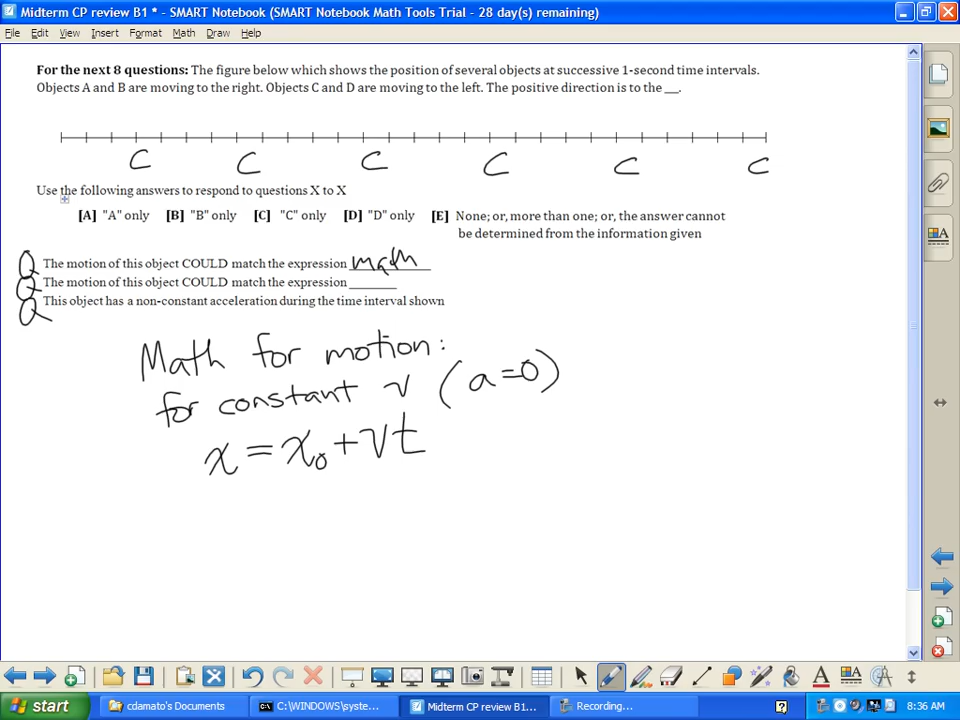 Midterm CP review B1 * - SMART Notebook (SMART Notebook Math Tools Trial - 28 day(s) remaining)
File Edit View Insert Format Math Draw Help
For the next 8 questions: The figure below which shows the position of several objects at successive 1-second time intervals.
Objects A and B are moving to the right. Objects C and D are moving to the left. The positive direction is to the __.
C C C C C C
Use the following answers to respond to questions X to X
[A] "A" only [B] "B" only [C] "C" only [D] "D" only [E] None; or, more than one; or, the answer cannot
be determined from the information given
Q The motion of this object COULD match the expression math
Q The motion of this object COULD match the expression ______
Q This object has a non-constant acceleration during the time interval shown
Math for motion:
for constant v (a=0)
x = x₀ + vt
start cdamato's Documents C:\WINDOWS\syste... Midterm CP review B1... Recording... 8:36 AM